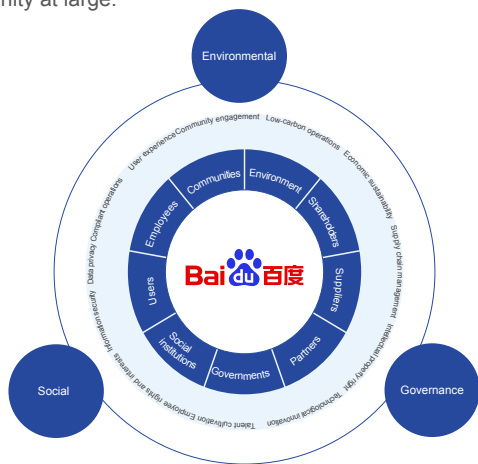 nity at large.
Environmental
Community engagement
Low-carbon operations
Economic sustainability
Supply chain management
Intellectual property right
Technological innovation
Talent cultivation
Employee rights and interests
Information security
Data privacy
Compliant operations
User experience
Communities
Environment
Shareholders
Suppliers
Partners
Governments
Social
institutions
Users
Employees
Bai du 百度
Social
Governance